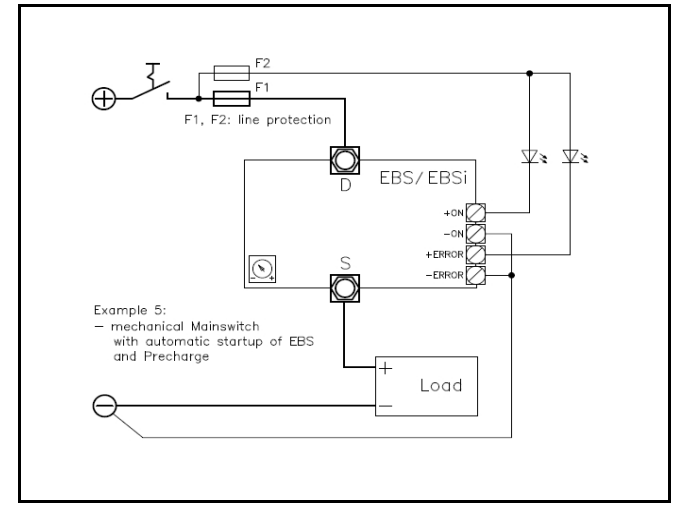 F2
F1
F1, F2: line protection
EBS/EBSi
D
+ON
−ON
+ERROR
−ERROR
S
− +
Example 5:
− mechanical Mainswitch
with automatic startup of EBS
and Precharge
+
Load
−